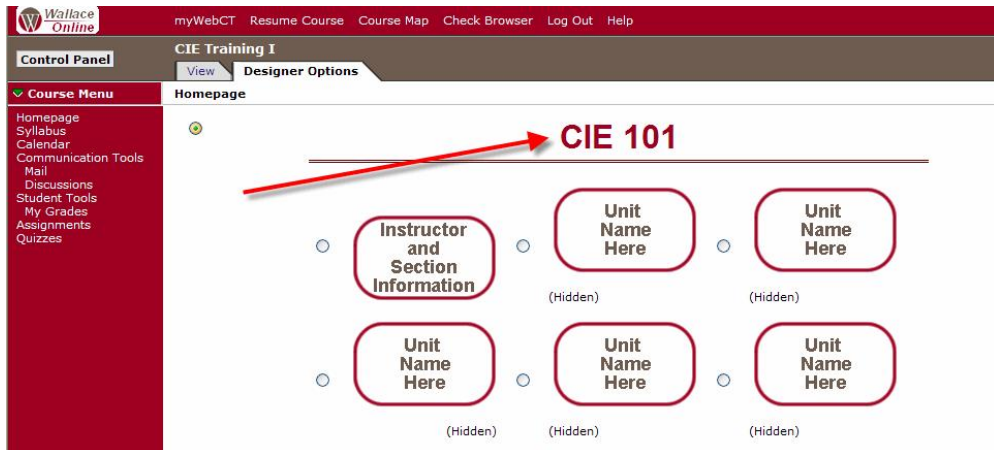 Wallace
Online
myWebCT Resume Course Course Map Check Browser Log Out Help
Control Panel
CIE Training I
View Designer Options
Course Menu
Homepage
Homepage
Syllabus
Calendar
Communication Tools
Mail
Discussions
Student Tools
My Grades
Assignments
Quizzes
CIE 101
Instructor
and
Section
Information
Unit
Name
Here
(Hidden)
Unit
Name
Here
(Hidden)
Unit
Name
Here
(Hidden)
Unit
Name
Here
(Hidden)
Unit
Name
Here
(Hidden)